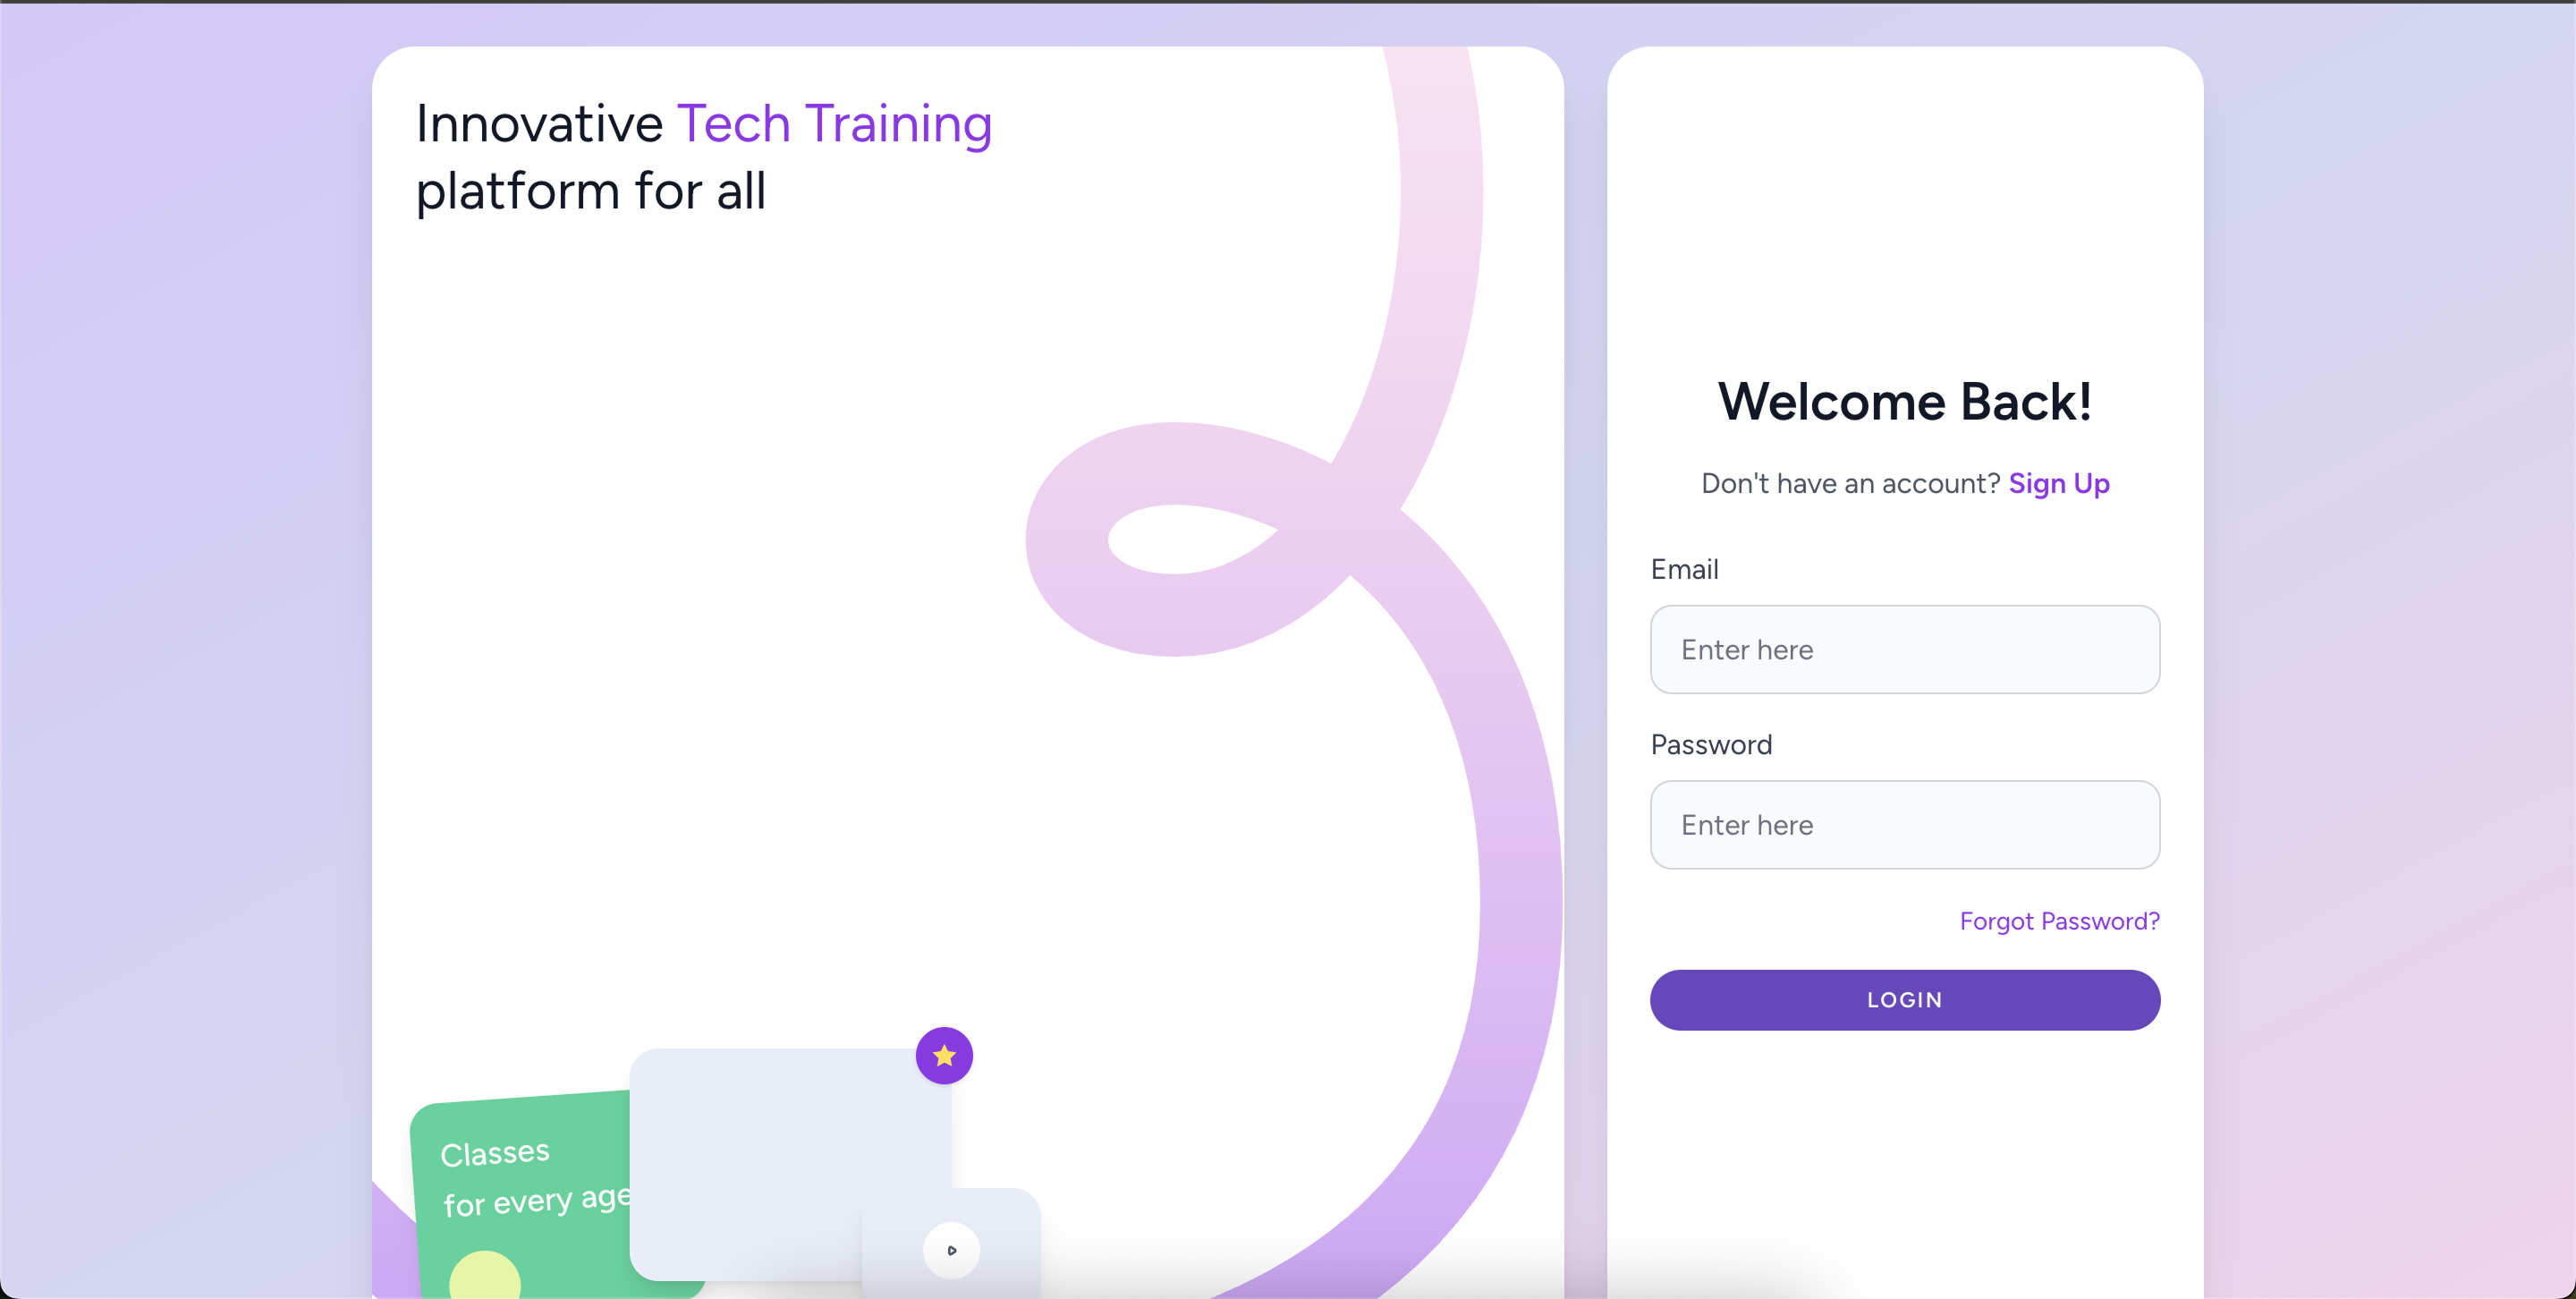 Innovative Tech Training
platform for all
Classes
for every age
Welcome Back!
Don't have an account? Sign Up
Email
Enter here
Password
Enter here
Forgot Password?
LOGIN